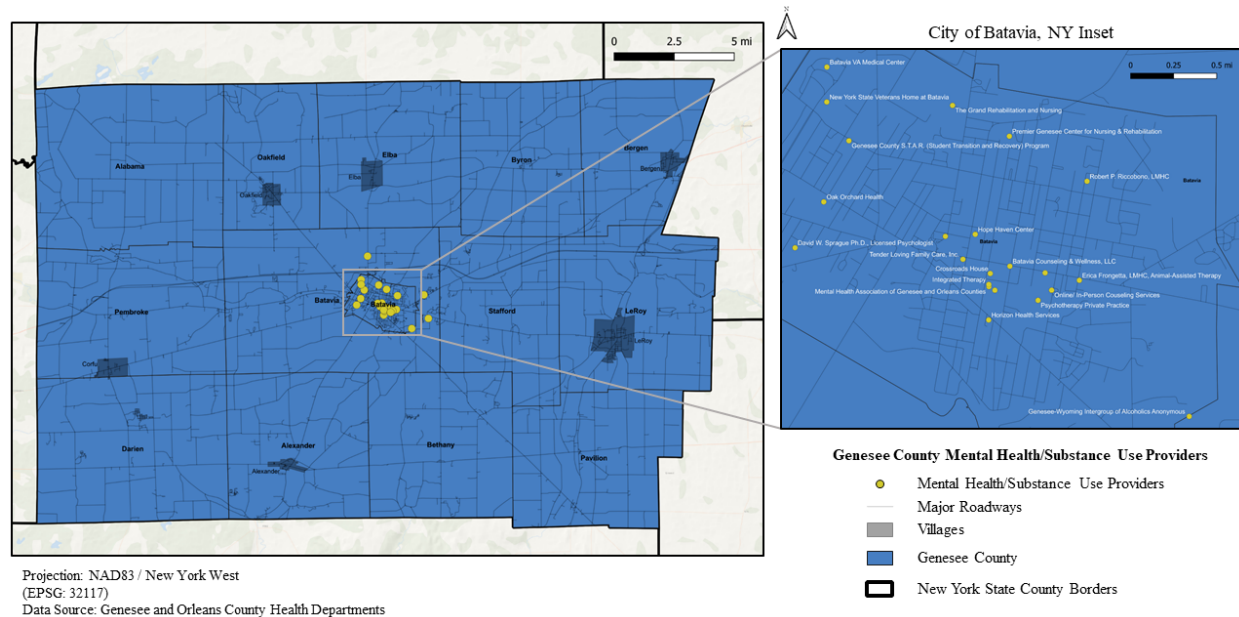 0 2.5 5 mi
Alabama
Oakfield
Oakfield
Elba
Elba
Byron
Bergen
Bergen
Batavia
Batavia
Pembroke
Stafford
LeRoy
LeRoy
Corfu
Darien
Alexander
Alexander
Bethany
Pavilion
Projection: NAD83 / New York West
(EPSG: 32117)
Data Source: Genesee and Orleans County Health Departments
City of Batavia, NY Inset
0 0.25 0.5 mi
Batavia VA Medical Center
New York State Veterans Home at Batavia
The Grand Rehabilitation and Nursing
Premier Genesee Center for Nursing & Rehabilitation
Genesee County S.T.A.R. (Student Transition and Recovery) Program
Robert P. Riccobono, LMHC
Batavia
Oak Orchard Health
Hope Haven Center
Batavia
David W. Sprague Ph.D., Licensed Psychologist
Tender Loving Family Care, Inc.
Batavia Counseling & Wellness, LLC
Crossroads House
Erica Frongetta, LMHC, Animal-Assisted Therapy
Integrated Therapy
Mental Health Association of Genesee and Orleans Counties
Online/ In-Person Couseling Services
Psychotherapy Private Practice
Horizon Health Services
Genesee-Wyoming Intergroup of Alcoholics Anonymous
Genesee County Mental Health/Substance Use Providers
Mental Health/Substance Use Providers
Major Roadways
Villages
Genesee County
New York State County Borders